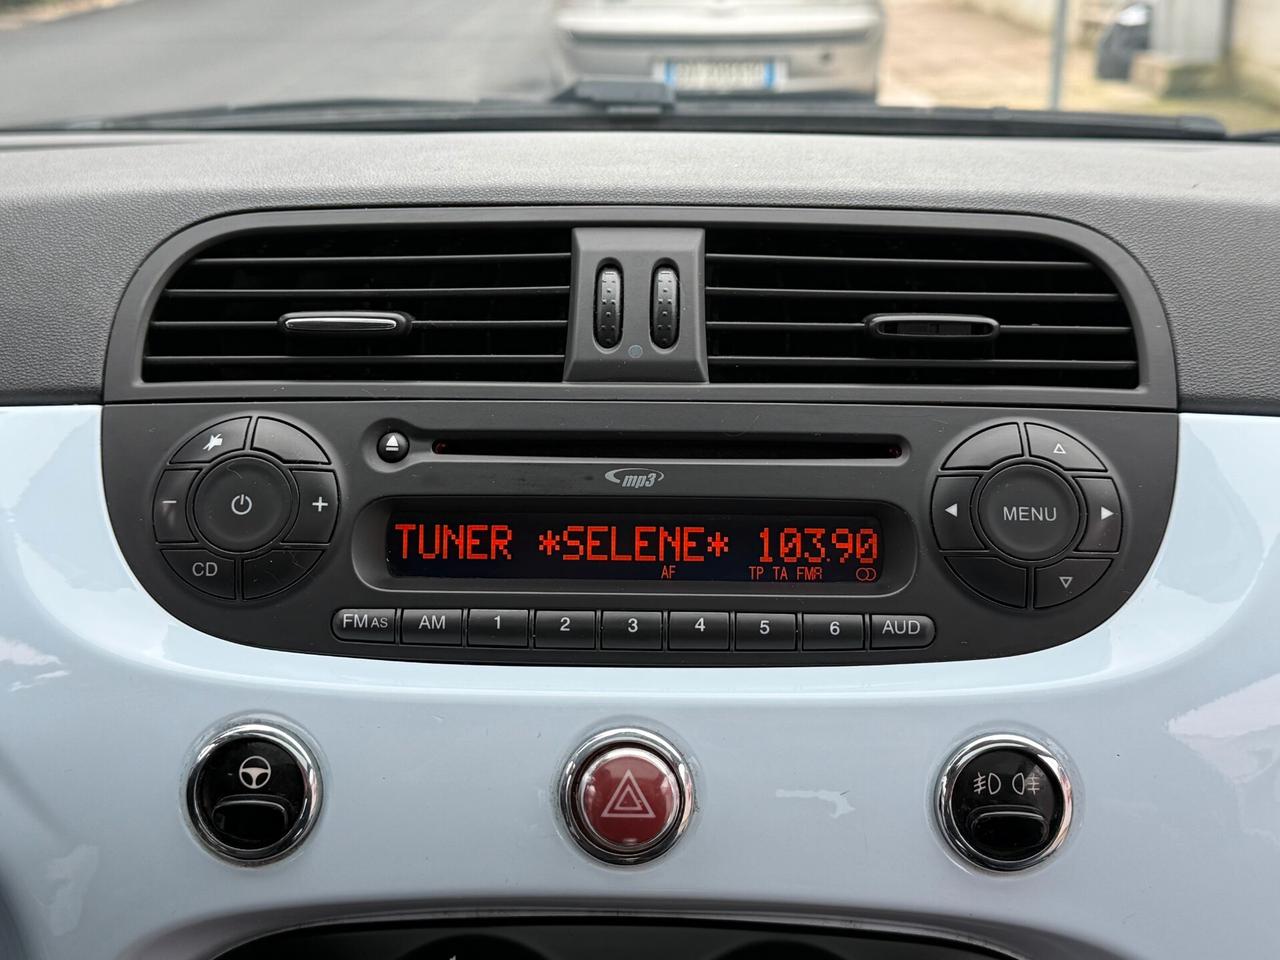 mp3
TUNER *SELENE* 103.90
AF TP TA FMA
MENU
CD
- +
FM AS AM 1 2 3 4 5 6 AUD